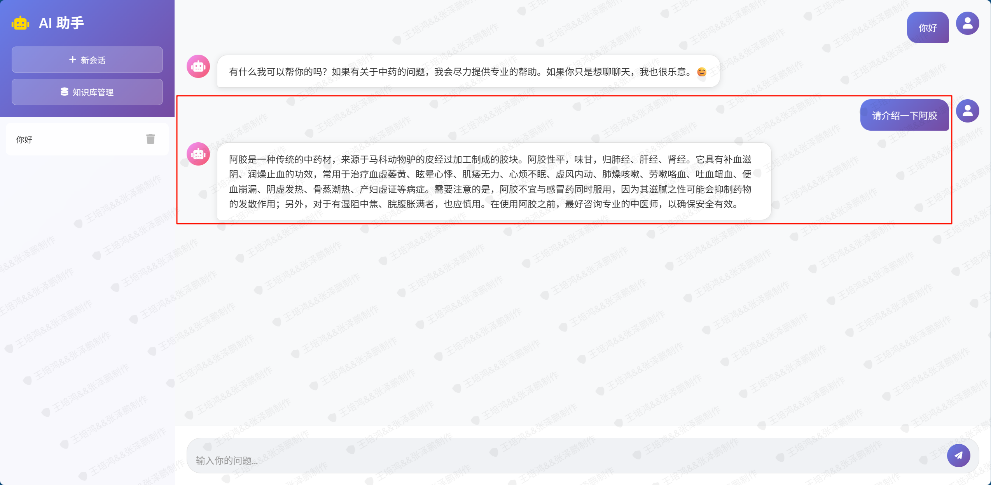 AI 助手
新会话
知识库管理
你好
你好
有什么我可以帮你的吗？如果有关于中药的问题，我会尽力提供专业的帮助。如果你只是想聊聊天，我也很乐意。😄
请介绍一下阿胶
阿胶是一种传统的中药材，来源于马科动物驴的皮经过加工制成的胶块。阿胶性平，味甘，归肺经、肝经、肾经。它具有补血滋
阴、润燥止血的功效，常用于治疗血虚萎黄、眩晕心悸、肌痿无力、心烦不眠、虚风内动、肺燥咳嗽、劳嗽咯血、吐血衄血、便
血崩漏、阴虚发热、骨蒸潮热、产妇虚证等病症。需要注意的是，阿胶不宜与感冒药同时服用，因为其滋腻之性可能会抑制药物
的发散作用；另外，对于有湿阻中焦、脘腹胀满者，也应慎用。在使用阿胶之前，最好咨询专业的中医师，以确保安全有效。
输入你的问题...